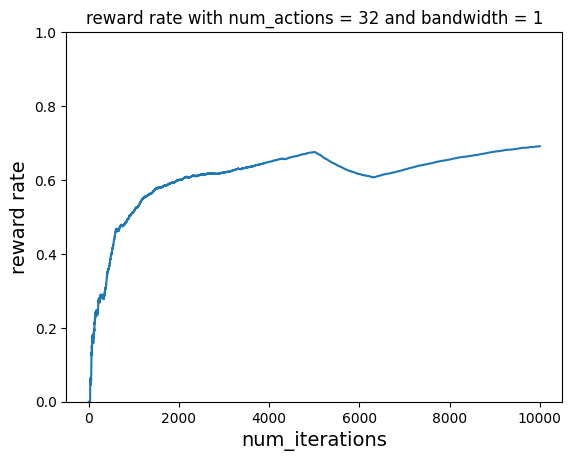 reward rate with num_actions = 32 and bandwidth = 1
1.0
0.8
0.6
0.4
0.2
0.0
reward rate
0 2000 4000 6000 8000 10000
num_iterations